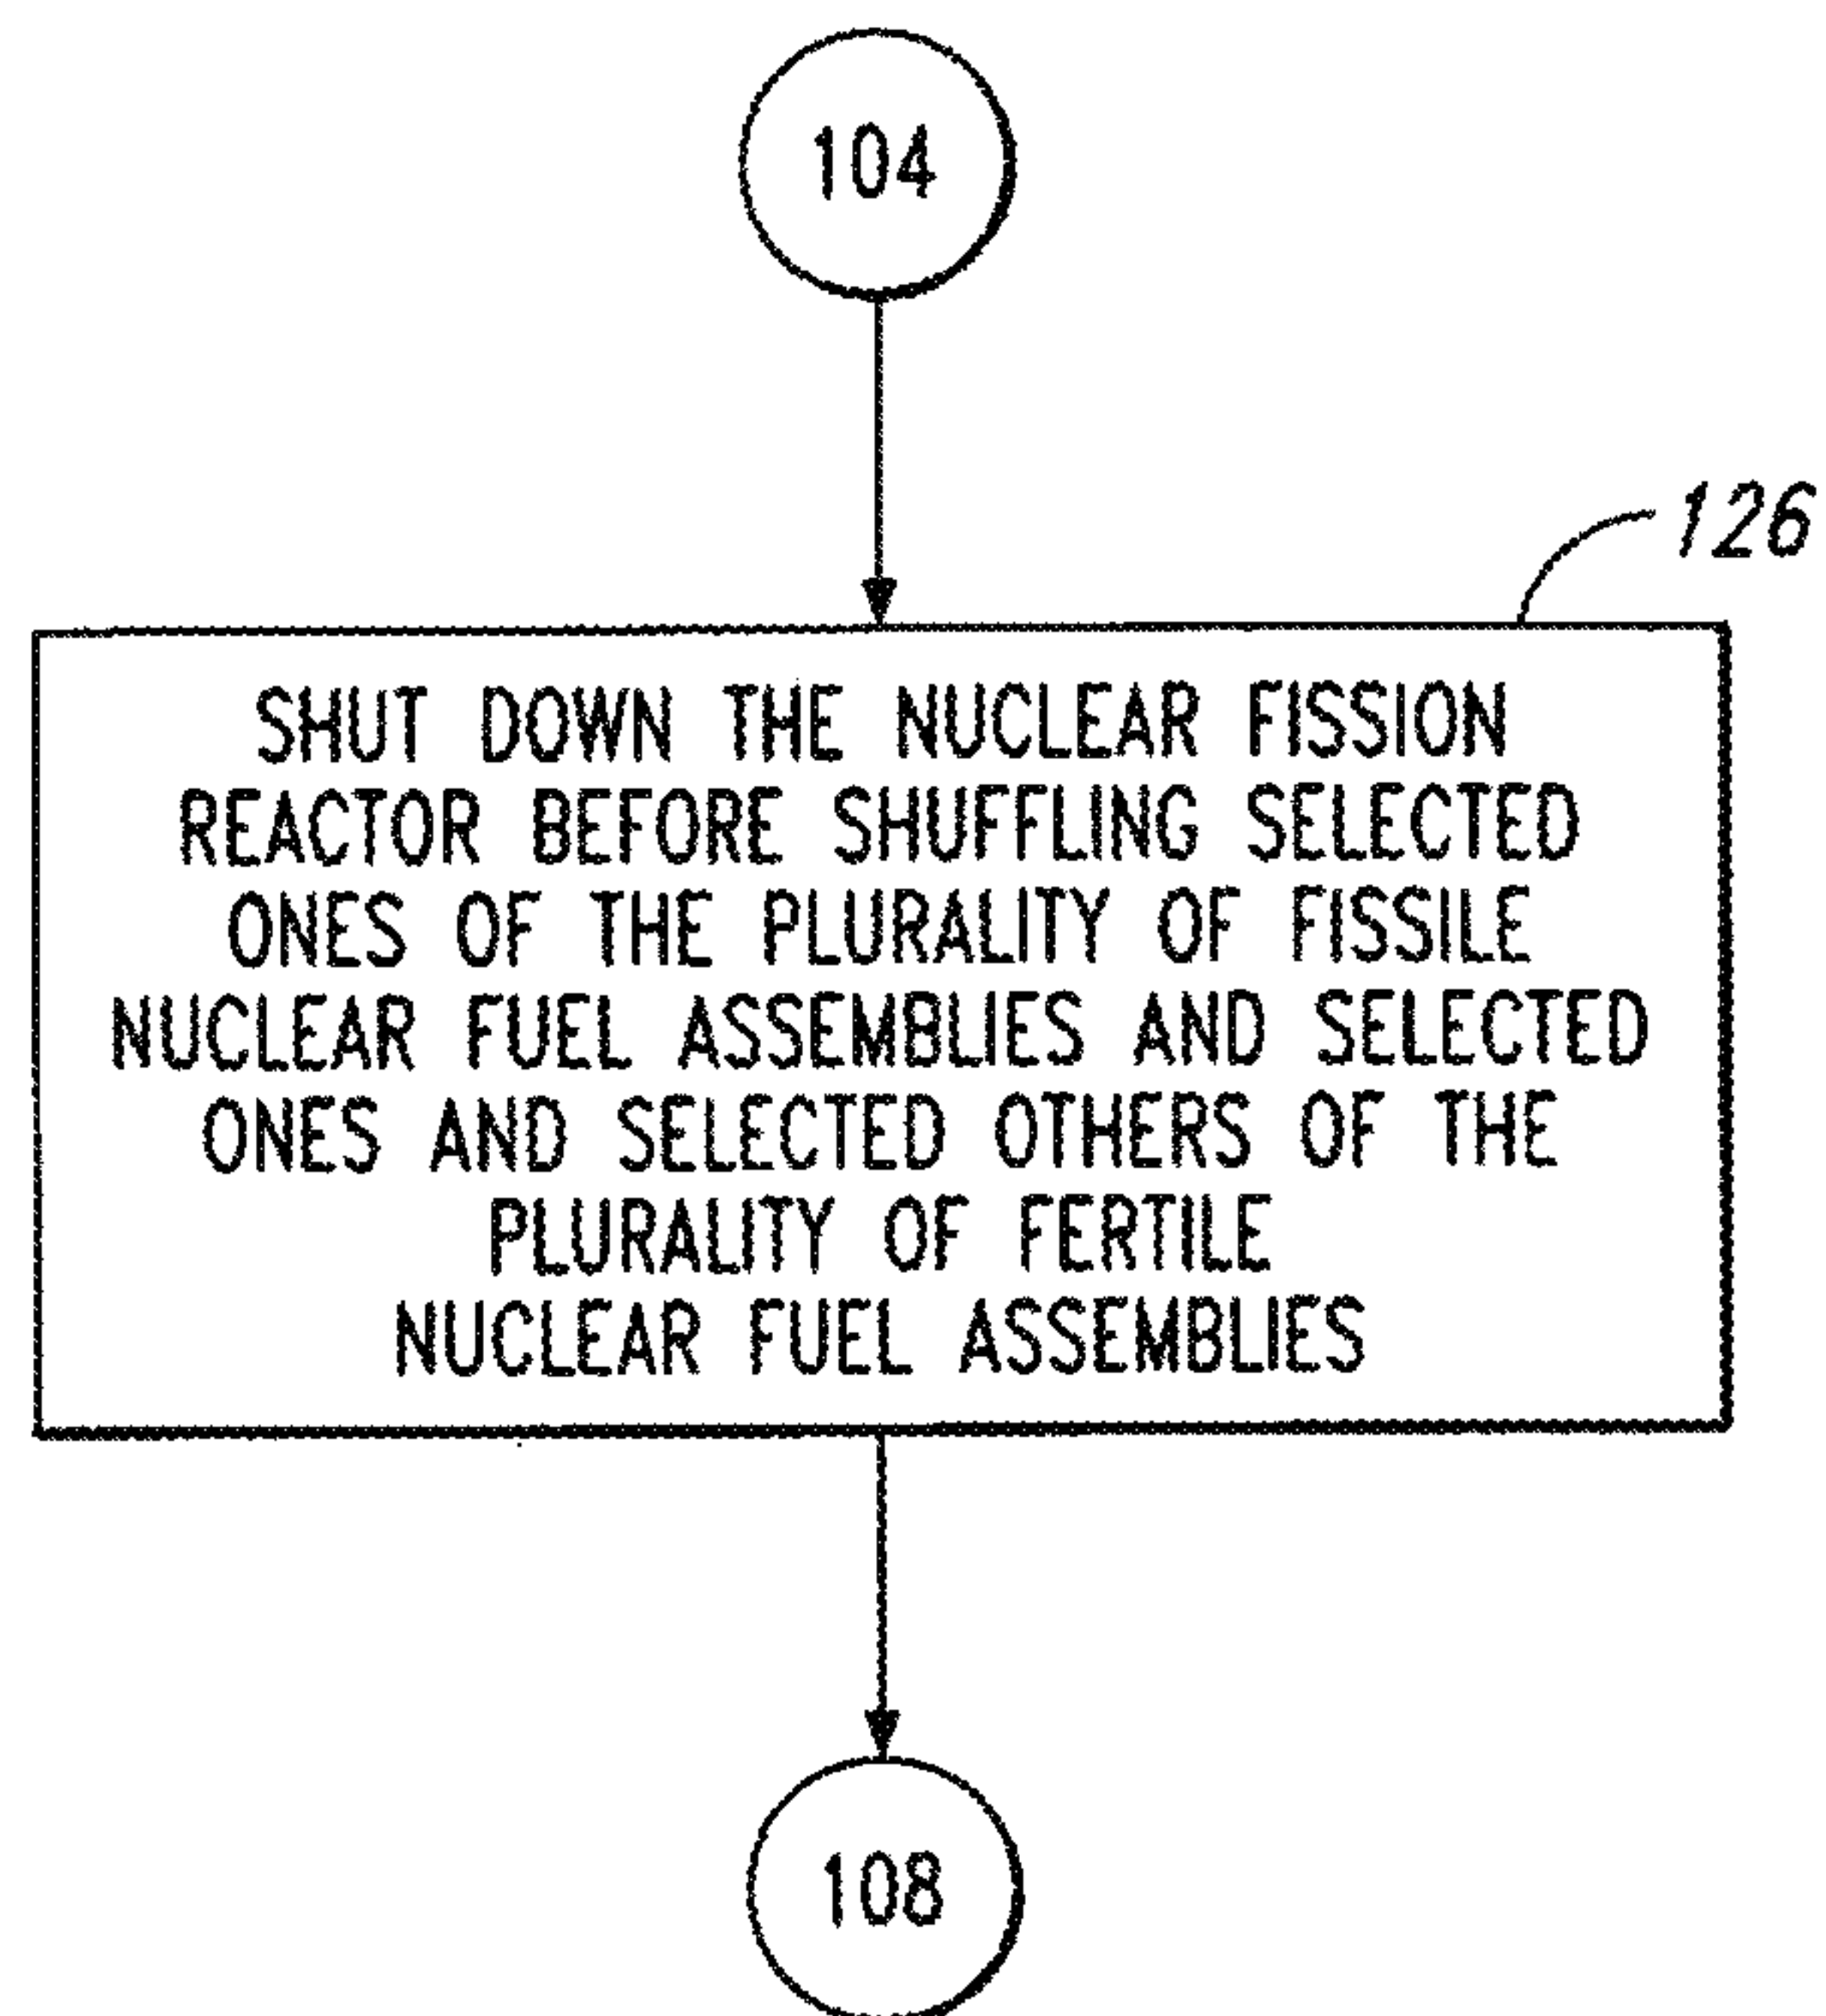 104
126
SHUT DOWN THE NUCLEAR FISSION
REACTOR BEFORE SHUFFLING SELECTED
ONES OF THE PLURALITY OF FISSILE
NUCLEAR FUEL ASSEMBLIES AND SELECTED
ONES AND SELECTED OTHERS OF THE
PLURALITY OF FERTILE
NUCLEAR FUEL ASSEMBLIES
108